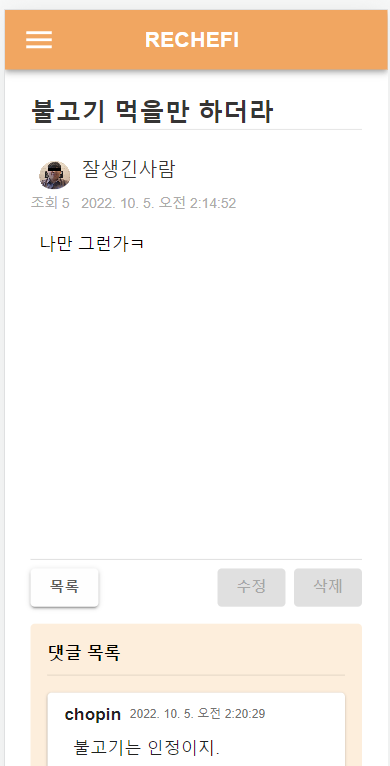 RECHEFI
불고기 먹을만 하더라
잘생긴사람
조회 5 2022. 10. 5. 오전 2:14:52
나만 그런가ㅋ
목록 수정 삭제
댓글 목록
chopin 2022. 10. 5. 오전 2:20:29
불고기는 인정이지.